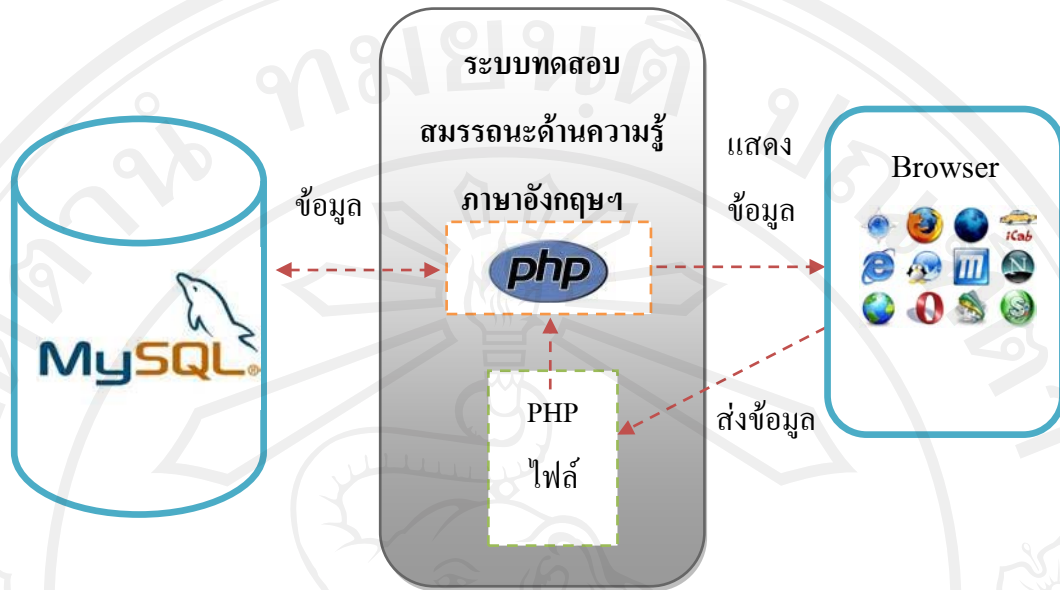 ระบบทดสอบ
สมรรถนะด้านความรู้
ภาษาอังกฤษฯ
ข้อมูล
แสดง
ข้อมูล
Browser
iCab
php
MySQL®
PHP
ไฟล์
ส่งข้อมูล